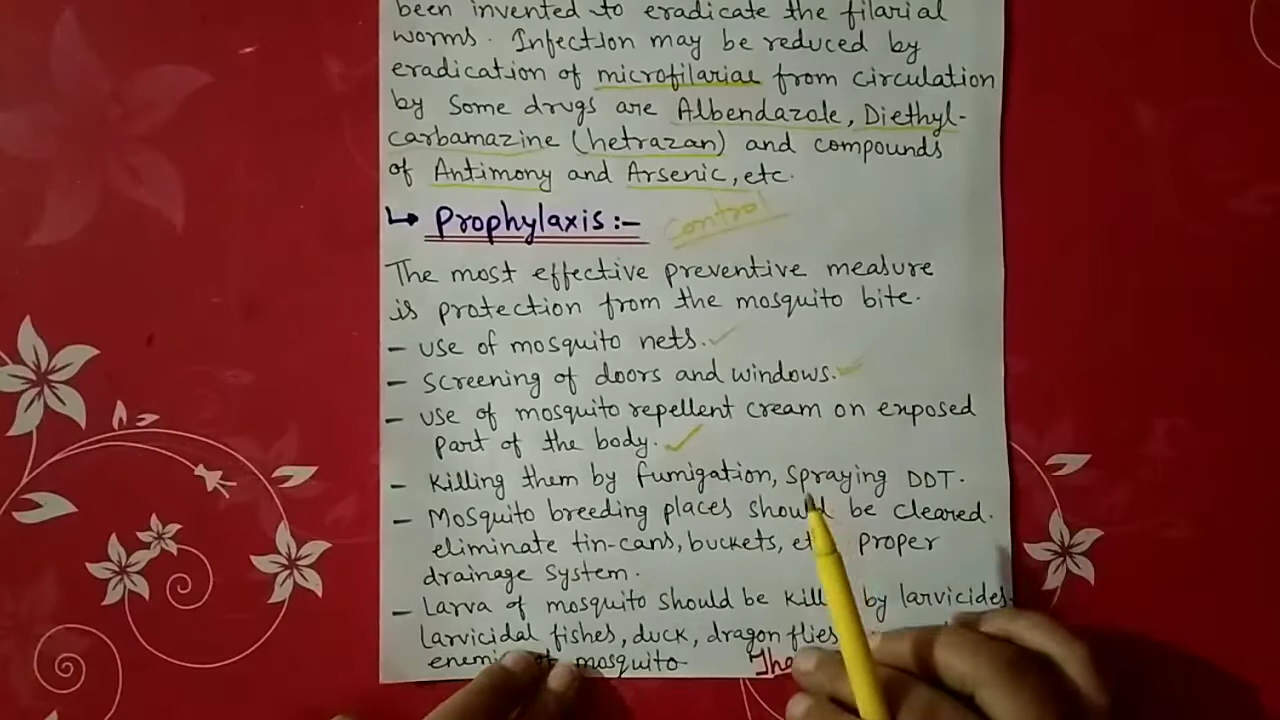 been invented to eradicate the filarial
worms. Infection may be reduced by
eradication of microfilariae from circulation
by Some drugs are Albendazole, Diethyl-
carbamazine (hetrazan) and compounds
of Antimony and Arsenic, etc.
↳ Prophylaxis:- Control
The most effective preventive measure
is protection from the mosquito bite.
- use of mosquito nets.
- screening of doors and windows.
- use of mosquito repellent cream on exposed
part of the body.
- Killing them by fumigation, spraying DDT.
- Mosquito breeding places should be cleared.
eliminate tin-cans, buckets, proper
drainage system.
- Larva of mosquito should be by larvicides.
larvicidal fishes, duck, dragon flies
mosquito